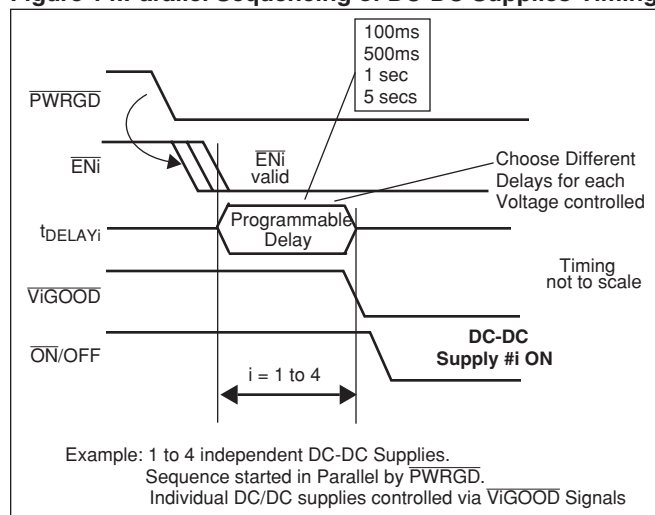 Parallel Sequencing of DC-DC Supplies Timing
100ms
500ms
1 sec
5 secs
PWRGD
ENi
ENi
valid
Choose Different
Delays for each
Voltage controlled
tDELAYi
Programmable
Delay
ViGOOD
Timing
not to scale
ON/OFF
DC-DC
Supply #i ON
i = 1 to 4
Example: 1 to 4 independent DC-DC Supplies.
Sequence started in Parallel by PWRGD.
Individual DC/DC supplies controlled via ViGOOD Signals